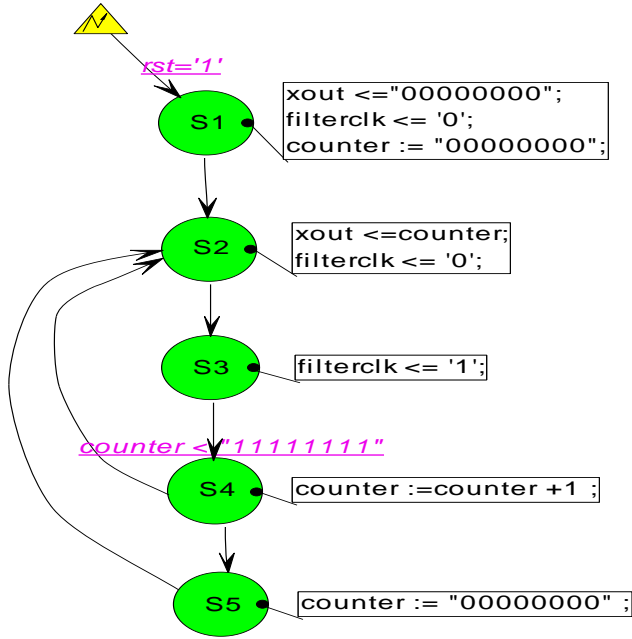 rst='1'
S1
xout <="00000000";
filterclk <= '0';
counter := "00000000";
S2
xout <=counter;
filterclk <= '0';
S3
filterclk <= '1';
counter < "11111111"
S4
counter :=counter +1 ;
S5
counter := "00000000" ;